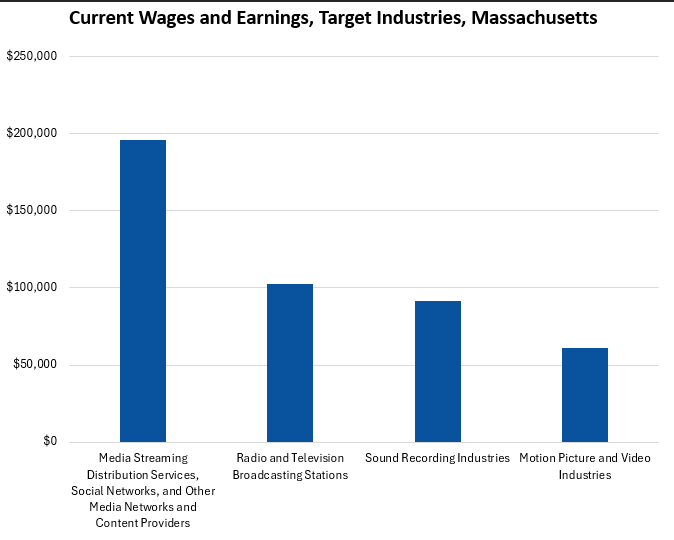 Current Wages and Earnings, Target Industries, Massachusetts
$250,000
$200,000
$150,000
$100,000
$50,000
$0
Media Streaming
Distribution Services,
Social Networks, and Other
Media Networks and
Content Providers
Radio and Television
Broadcasting Stations
Sound Recording Industries
Motion Picture and Video
Industries